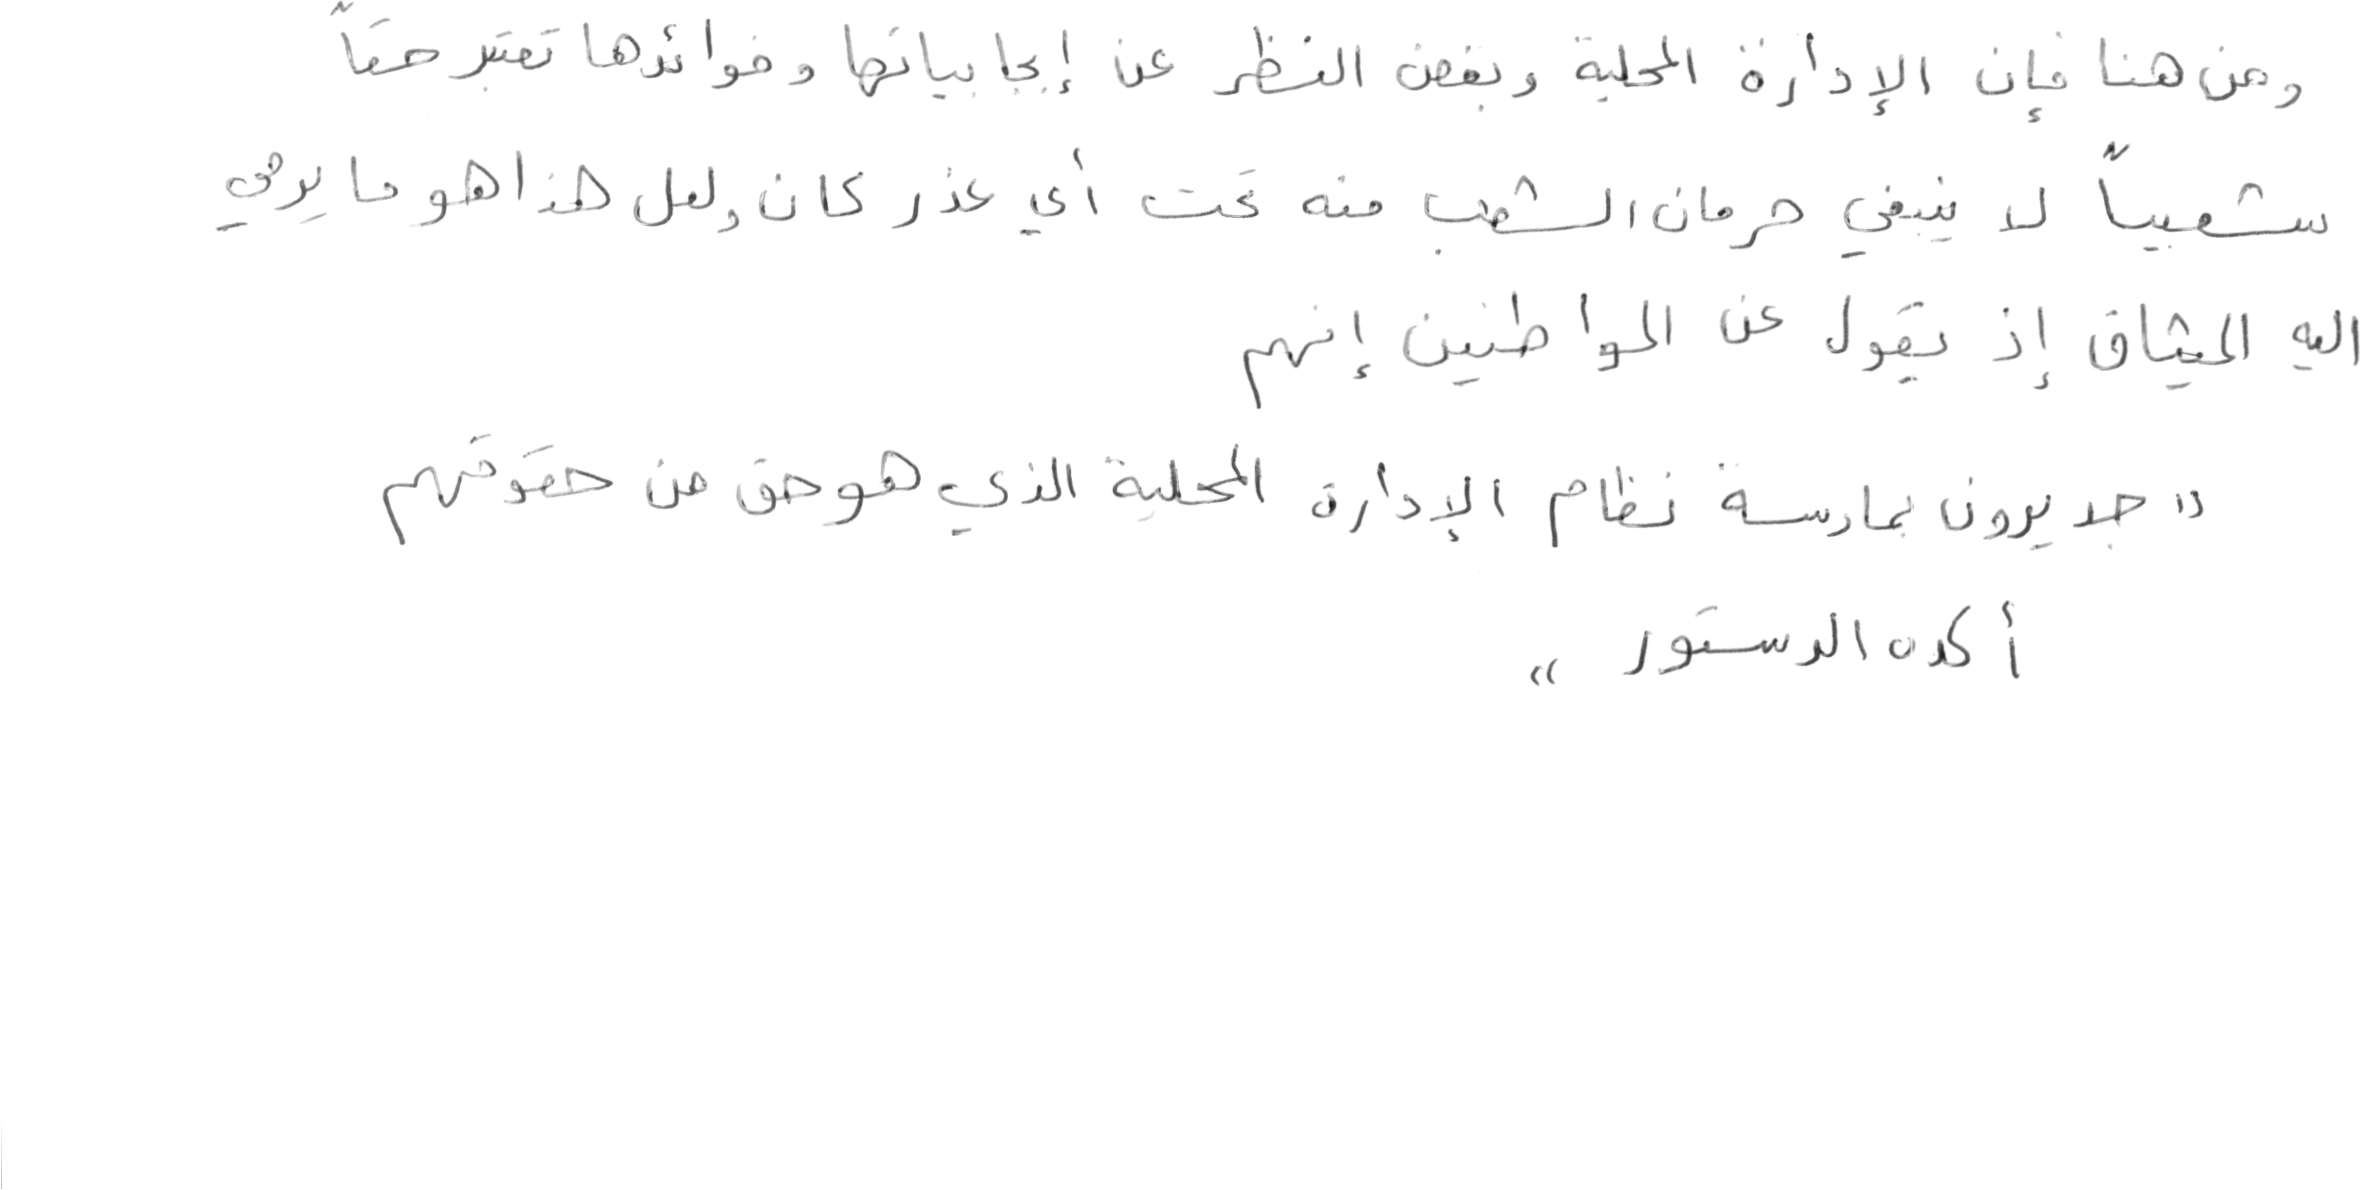 ومن هنا فإن الإدارة المحلية وبغض النظر عن إيجابياتها وفوائدها تعتبر حقاً
شعبياً لا ينبغي حرمان الشعب منه تحت أي عذر كان ولعل هذا هو ما يرمي
اليه الميثاق إذ يقول عن المواطنين إنهم
" جديرون بمارسة نظام الإدارة المحلية الذي هو حق من حقوقهم
أكده الدستور "